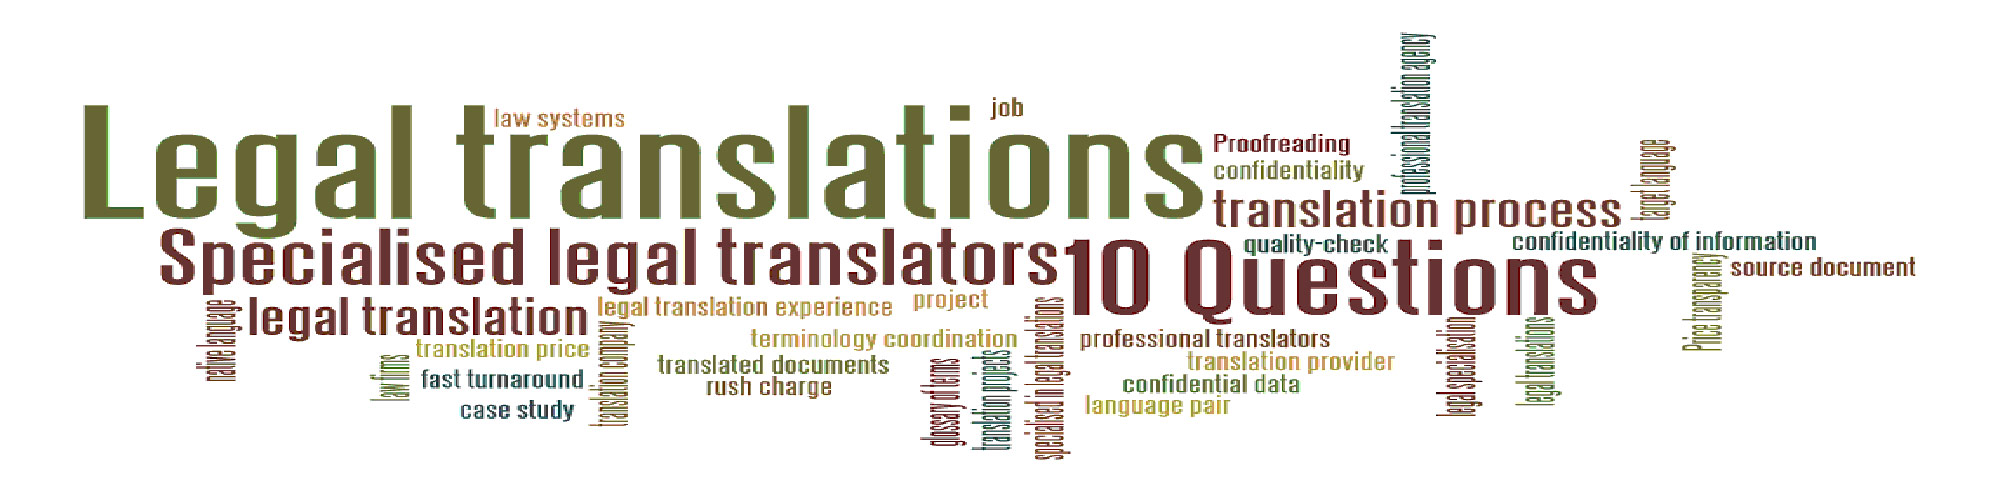 professional translation agency
Legal translations
law systems
job
Proofreading
confidentiality
target language
translation process
Specialised legal translators
10 Questions
quality-check
confidentiality of information
source document
Price transparency
native language
legal translation
legal translation experience
project
translation company
specialised in legal translations
terminology coordination
professional translators
legal specialisation
legal translations
translation price
law firms
translated documents
translation provider
fast turnaround
rush charge
glossary of terms
translation projects
confidential data
case study
language pair